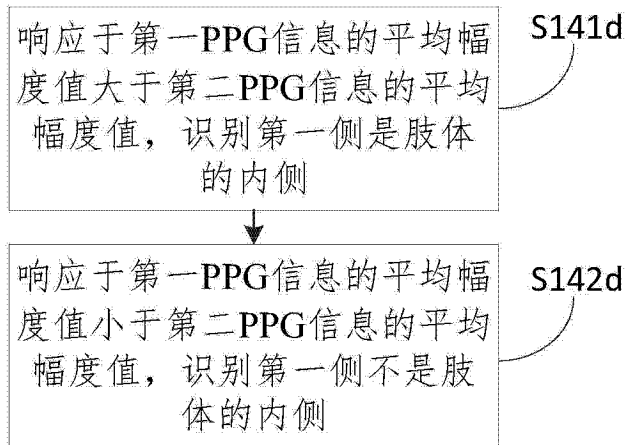 响应于第一PPG信息的平均幅
度值大于第二PPG信息的平均
幅度值，识别第一侧是肢体
的内侧
S141d
响应于第一PPG信息的平均幅
度值小于第二PPG信息的平均
幅度值，识别第一侧不是肢
体的内侧
S142d